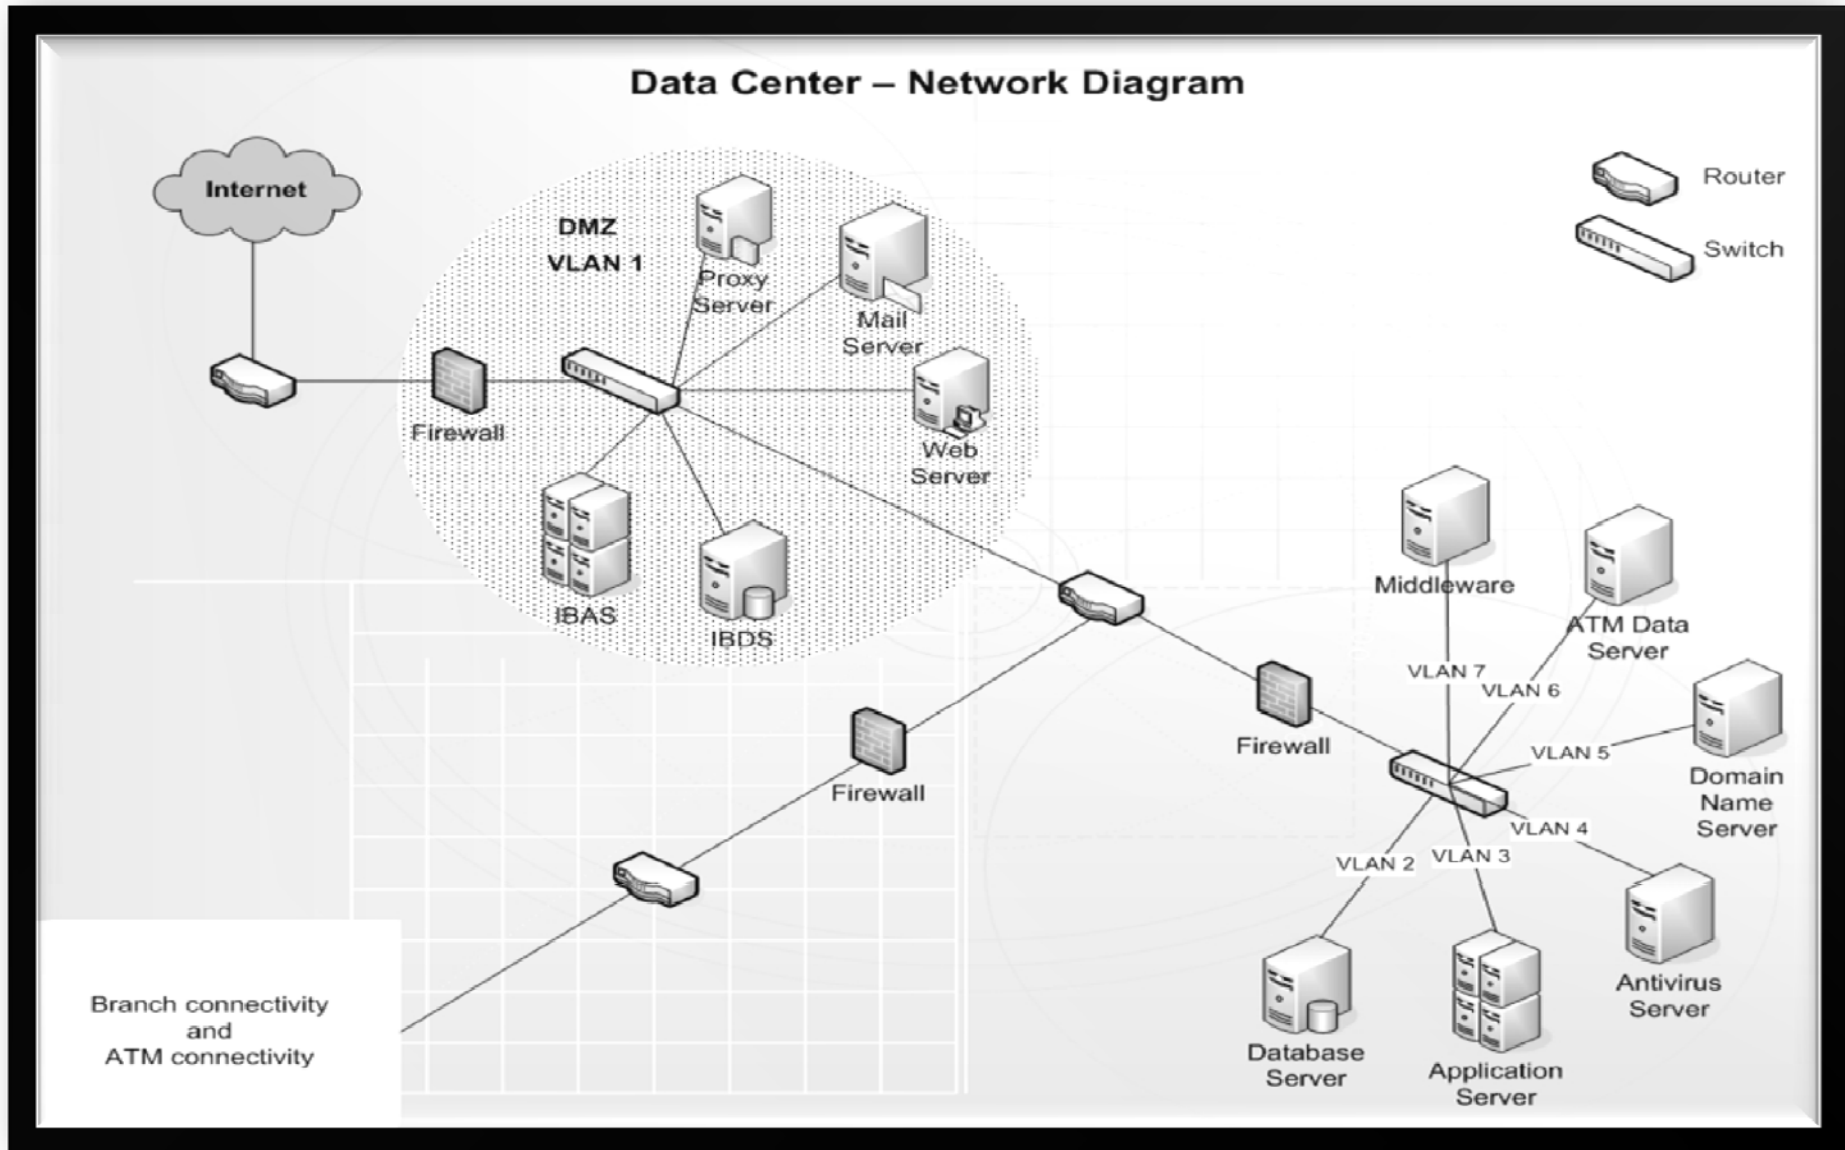 Data Center – Network Diagram
Internet
Router
Switch
DMZ
VLAN 1
Proxy
Server
Mail
Server
Firewall
Web
Server
IBAS
IBDS
Middleware
ATM Data
Server
VLAN 7
VLAN 6
Firewall
VLAN 5
Domain
Name
Server
Firewall
VLAN 4
VLAN 3
VLAN 2
Antivirus
Server
Database
Server
Application
Server
Branch connectivity
and
ATM connectivity